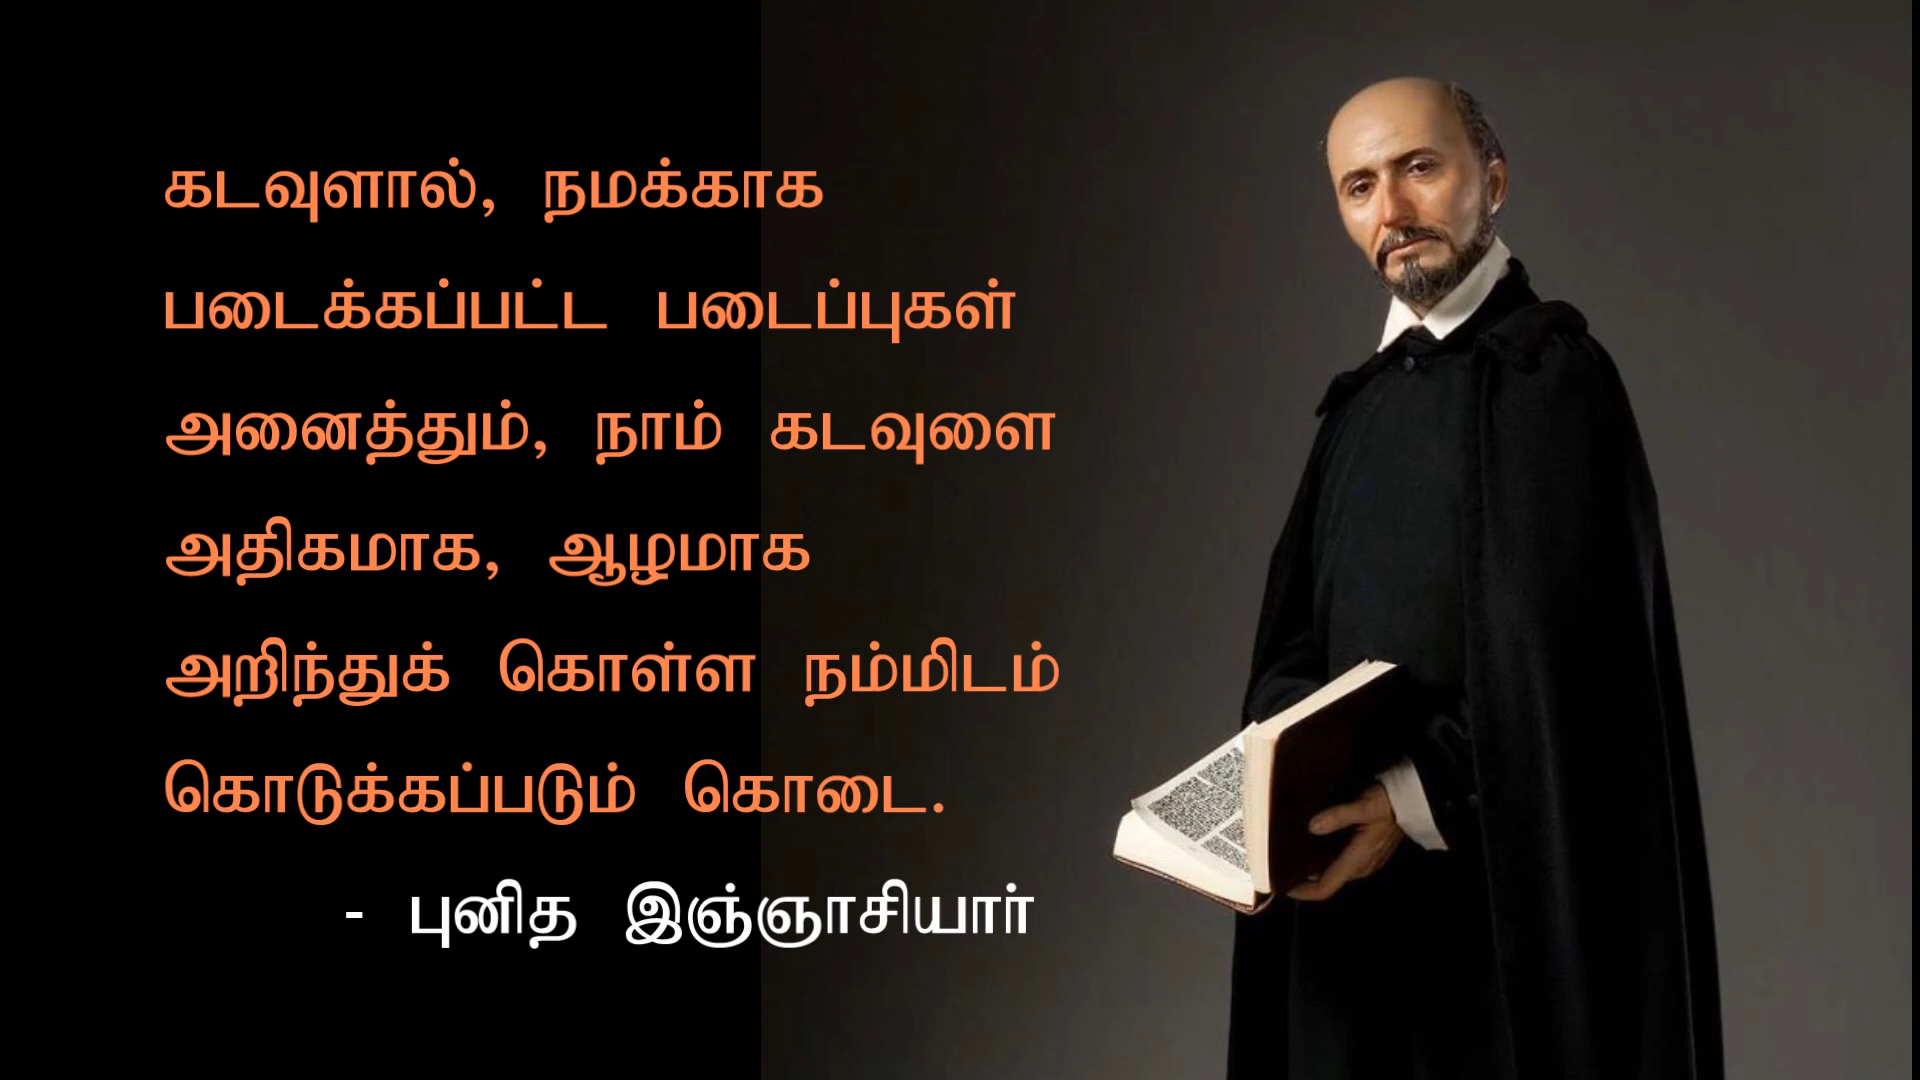 கடவுளால், நமக்காக
படைக்கப்பட்ட படைப்புகள்
அனைத்தும், நாம் கடவுளை
அதிகமாக, ஆழமாக
அறிந்துக் கொள்ள நம்மிடம்
கொடுக்கப்படும் கொடை.
- புனித இஞ்ஞாசியார்